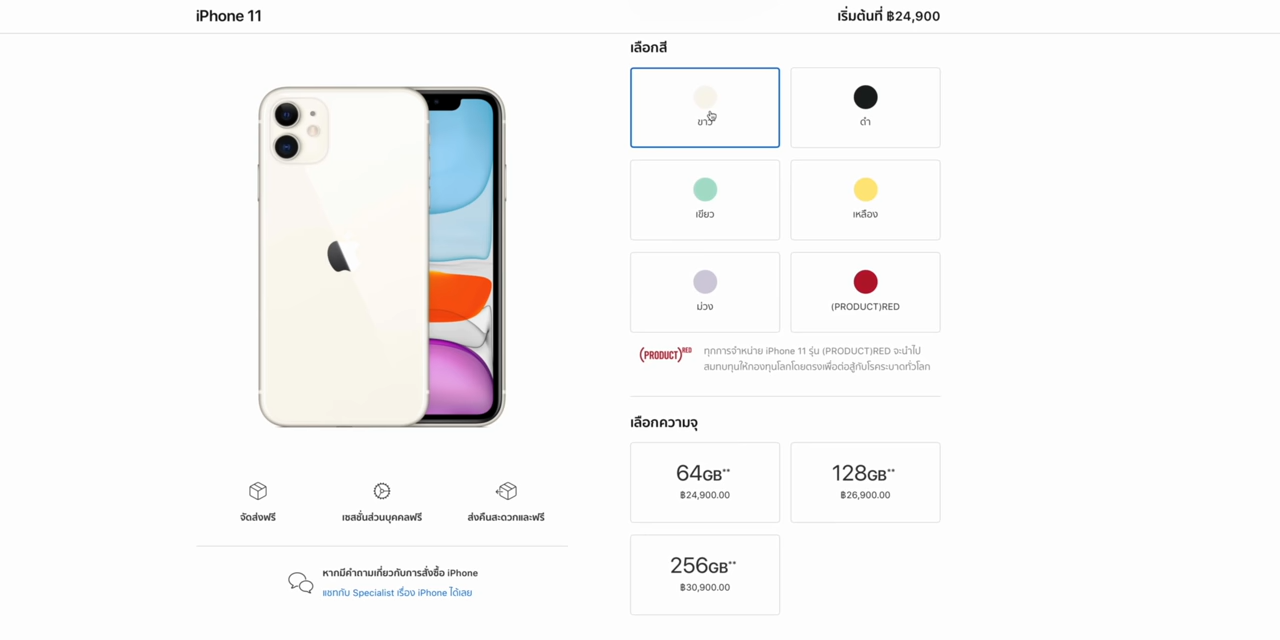 iPhone 11
เริ่มต้นที่ ฿24,900
เลือกสี
ขาว
ดำ
เขียว
เหลือง
ม่วง
(PRODUCT)RED
(PRODUCT)RED
ทุกการจำหน่าย iPhone 11 รุ่น (PRODUCT)RED จะนำไป
สมทบทุนให้กองทุนโลกโดยตรงเพื่อต่อสู้กับโรคระบาดทั่วโลก
เลือกความจุ
64GB**
฿24,900.00
128GB**
฿26,900.00
256GB**
฿30,900.00
จัดส่งฟรี
เซสชั่นส่วนบุคคลฟรี
ส่งคืนสะดวกและฟรี
หากมีคำถามเกี่ยวกับการสั่งซื้อ iPhone
แชทกับ Specialist เรื่อง iPhone ได้เลย